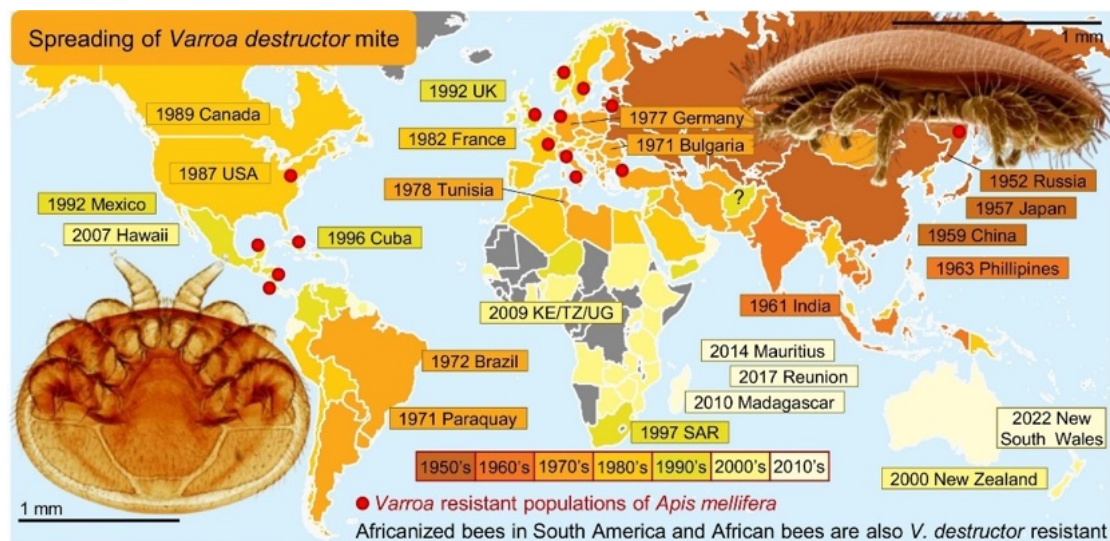 Spreading of Varroa destructor mite
1 mm
1989 Canada
1992 UK
1977 Germany
1982 France
1971 Bulgaria
1987 USA
1978 Tunisia
?
1952 Russia
1992 Mexico
1957 Japan
2007 Hawaii
1996 Cuba
1959 China
1963 Phillipines
2009 KE/TZ/UG
1961 India
1972 Brazil
2014 Mauritius
2017 Reunion
2010 Madagascar
1971 Paraquay
2022 New
South Wales
1997 SAR
1950's 1960's 1970's 1980's 1990's 2000's 2010's
2000 New Zealand
Varroa resistant populations of Apis mellifera
1 mm
Africanized bees in South America and African bees are also V. destructor resistant